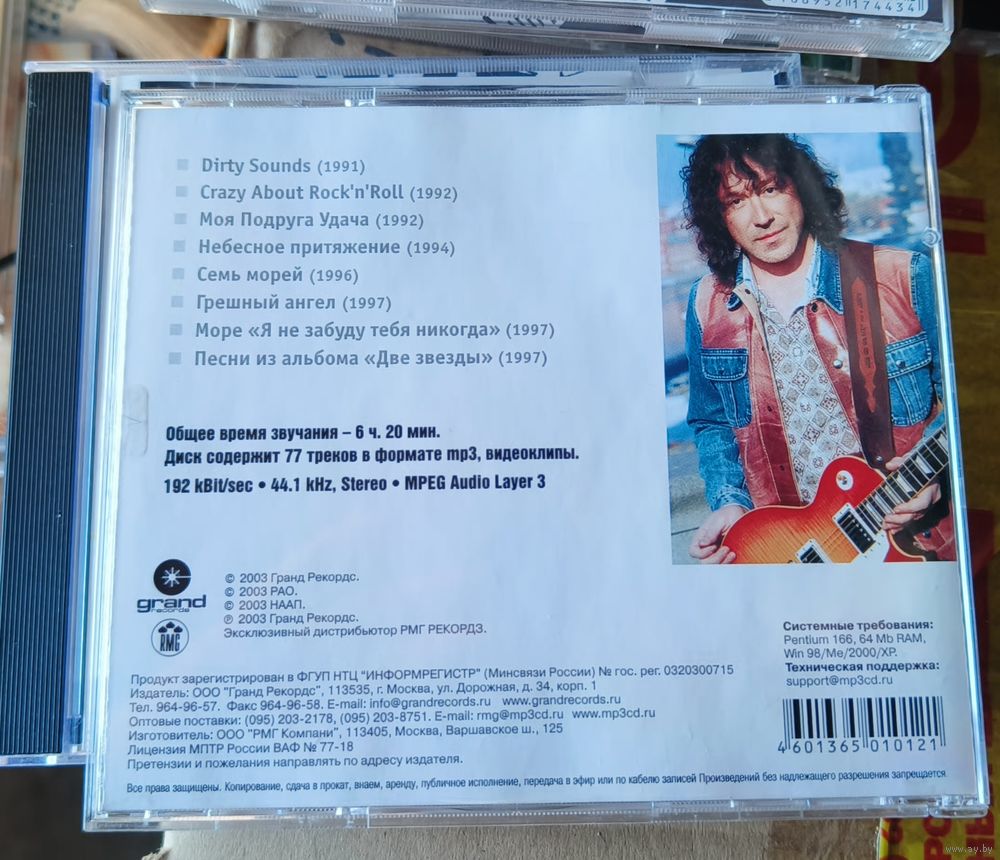 Dirty Sounds (1991)
Crazy About Rock'n'Roll (1992)
Моя Подруга Удача (1992)
Небесное притяжение (1994)
Семь морей (1996)
Грешный ангел (1997)
Море «Я не забуду тебя никогда» (1997)
Песни из альбома «Две звезды» (1997)
Общее время звучания – 6 ч. 20 мин.
Диск содержит 77 треков в формате mp3, видеоклипы.
192 kBit/sec • 44.1 kHz, Stereo • MPEG Audio Layer 3
grand
records
RMG
© 2003 Гранд Рекордс.
© 2003 РАО.
© 2003 НААП.
℗ 2003 Гранд Рекордс.
Эксклюзивный дистрибьютор РМГ РЕКОРДЗ.
Системные требования:
Pentium 166, 64 Mb RAM,
Win 98/Me/2000/XP.
Техническая поддержка:
support@mp3cd.ru
Продукт зарегистрирован в ФГУП НТЦ "ИНФОРМРЕГИСТР" (Минсвязи России) № гос. рег. 0320300715
Издатель: ООО "Гранд Рекордс", 113535, г. Москва, ул. Дорожная, д. 34, корп. 1
Тел. 964-96-57. Факс 964-96-58. E-mail: info@grandrecords.ru www.grandrecords.ru
Оптовые поставки: (095) 203-2178, (095) 203-8751. E-mail: rmg@mp3cd.ru www.mp3cd.ru
Изготовитель: ООО "РМГ Компани", 113405, Москва, Варшавское ш., 125
Лицензия МПТР России ВАФ № 77-18
Претензии и пожелания направлять по адресу издателя.
4 601365 010121
Все права защищены. Копирование, сдача в прокат, внаем, аренду, публичное исполнение, передача в эфир или по кабелю записей Произведений без надлежащего разрешения запрещается.
www.ay.by